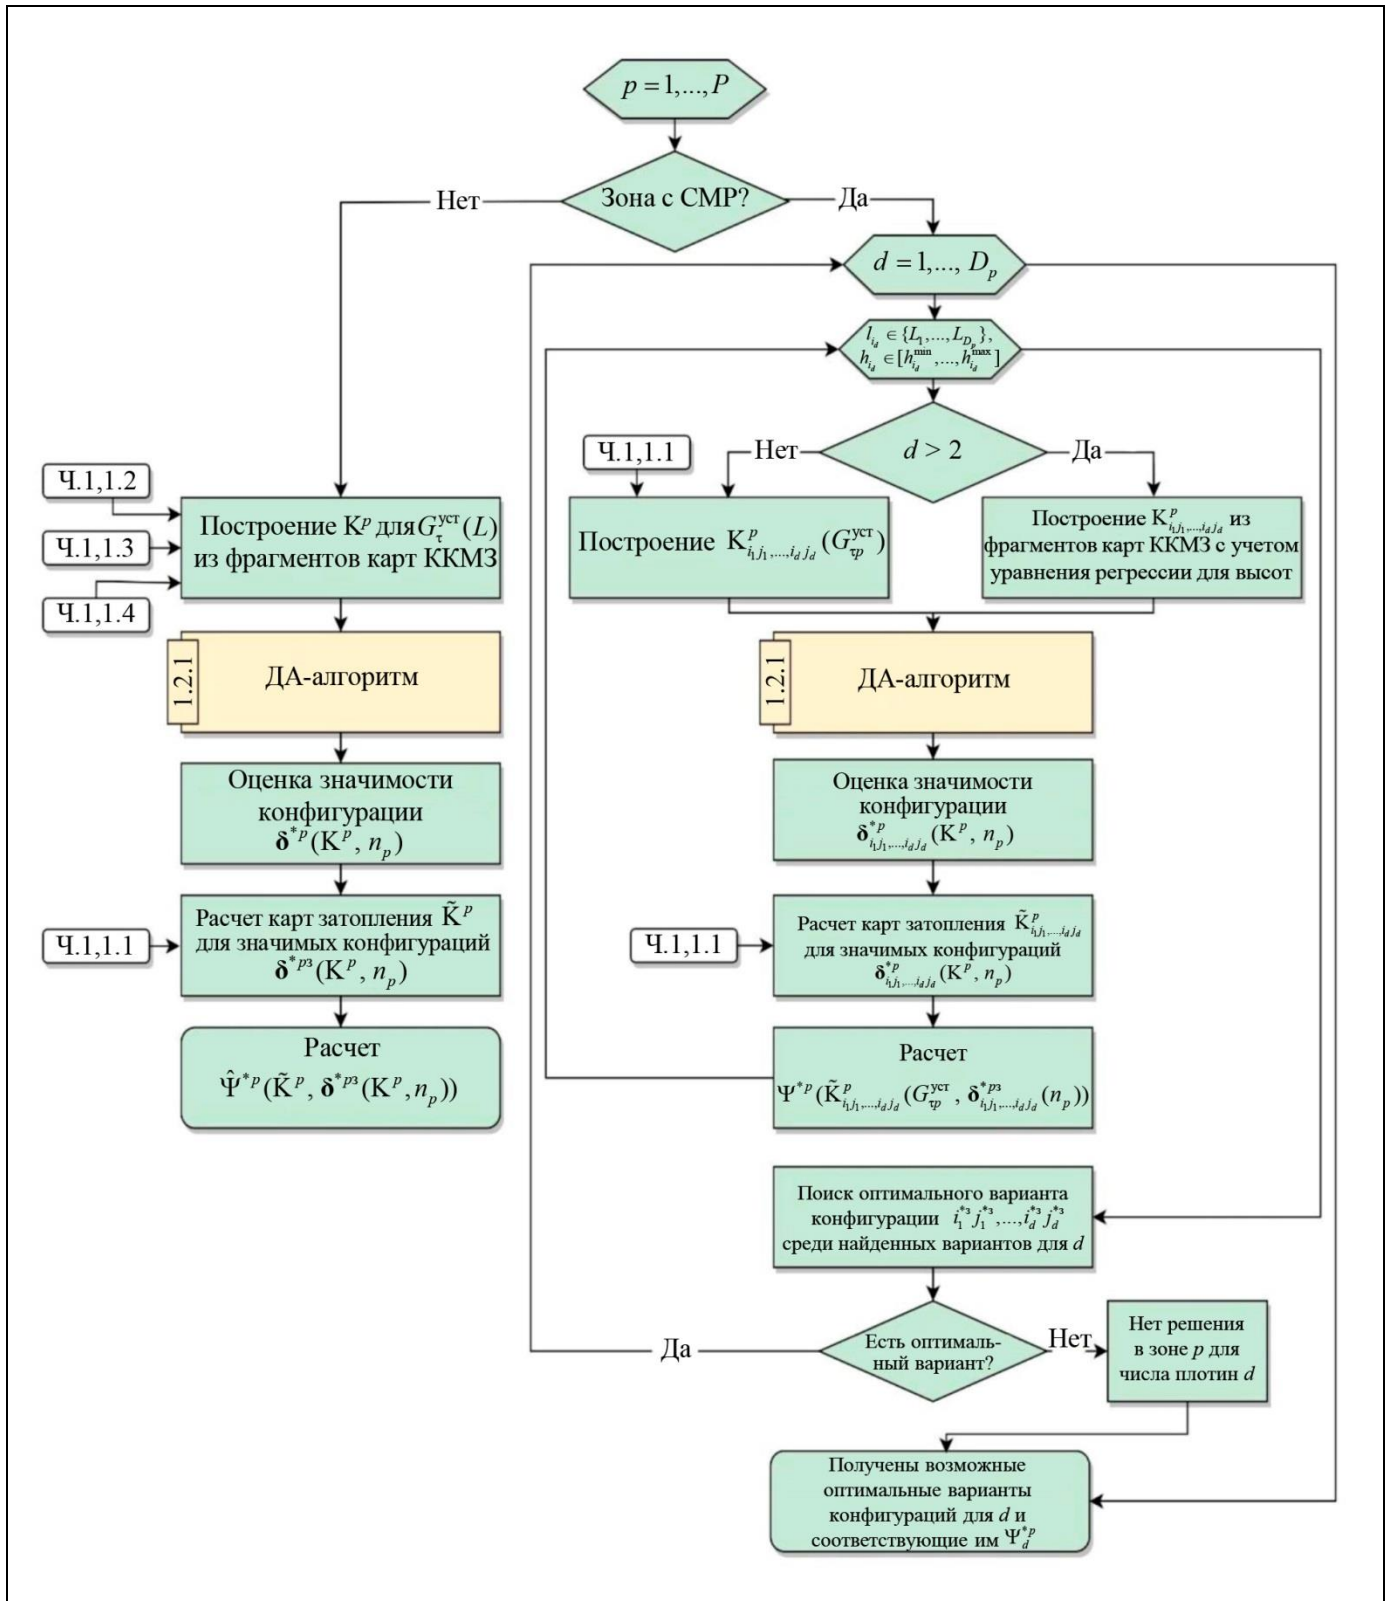 p = 1,..., P
Зона с СМР?
Нет
Да
d = 1,..., D_p
l_{i_d} ∈ {L_1,..., L_{D_p}},
h_{i_d} ∈ [h_{i_d}^{min},..., h_{i_d}^{max}]
d > 2
Нет
Да
Ч.1,1.1
Ч.1,1.2
Ч.1,1.3
Ч.1,1.4
Построение K^p для G_τ^{уст}(L)
из фрагментов карт ККМЗ
Построение K^p_{i_1j_1,...,i_dj_d}(G_{τp}^{уст})
Построение K^p_{i_1j_1,...,i_dj_d} из
фрагментов карт ККМЗ с учетом
уравнения регрессии для высот
1.2.1
ДА-алгоритм
1.2.1
ДА-алгоритм
Оценка значимости
конфигурации
δ^{*p}(K^p, n_p)
Оценка значимости
конфигурации
δ^{*p}_{i_1j_1,...,i_dj_d}(K^p, n_p)
Ч.1,1.1
Расчет карт затопления K̃^p
для значимых конфигураций
δ^{*pз}(K^p, n_p)
Ч.1,1.1
Расчет карт затопления K̃^p_{i_1j_1,...,i_dj_d}
для значимых конфигураций
δ^{*p}_{i_1j_1,...,i_dj_d}(K^p, n_p)
Расчет
Ψ̂^{*p}(K̃^p, δ^{*pз}(K^p, n_p))
Расчет
Ψ^{*p}(K̃^p_{i_1j_1,...,i_dj_d}(G_{τp}^{уст}, δ^{*pз}_{i_1j_1,...,i_dj_d}(n_p))
Поиск оптимального варианта
конфигурации i_1^{*з} j_1^{*з},...,i_d^{*з} j_d^{*з}
среди найденных вариантов для d
Есть оптималь-
ный вариант?
Да
Нет
Нет решения
в зоне p для
числа плотин d
Получены возможные
оптимальные варианты
конфигураций для d и
соответствующие им Ψ_d^{*p}